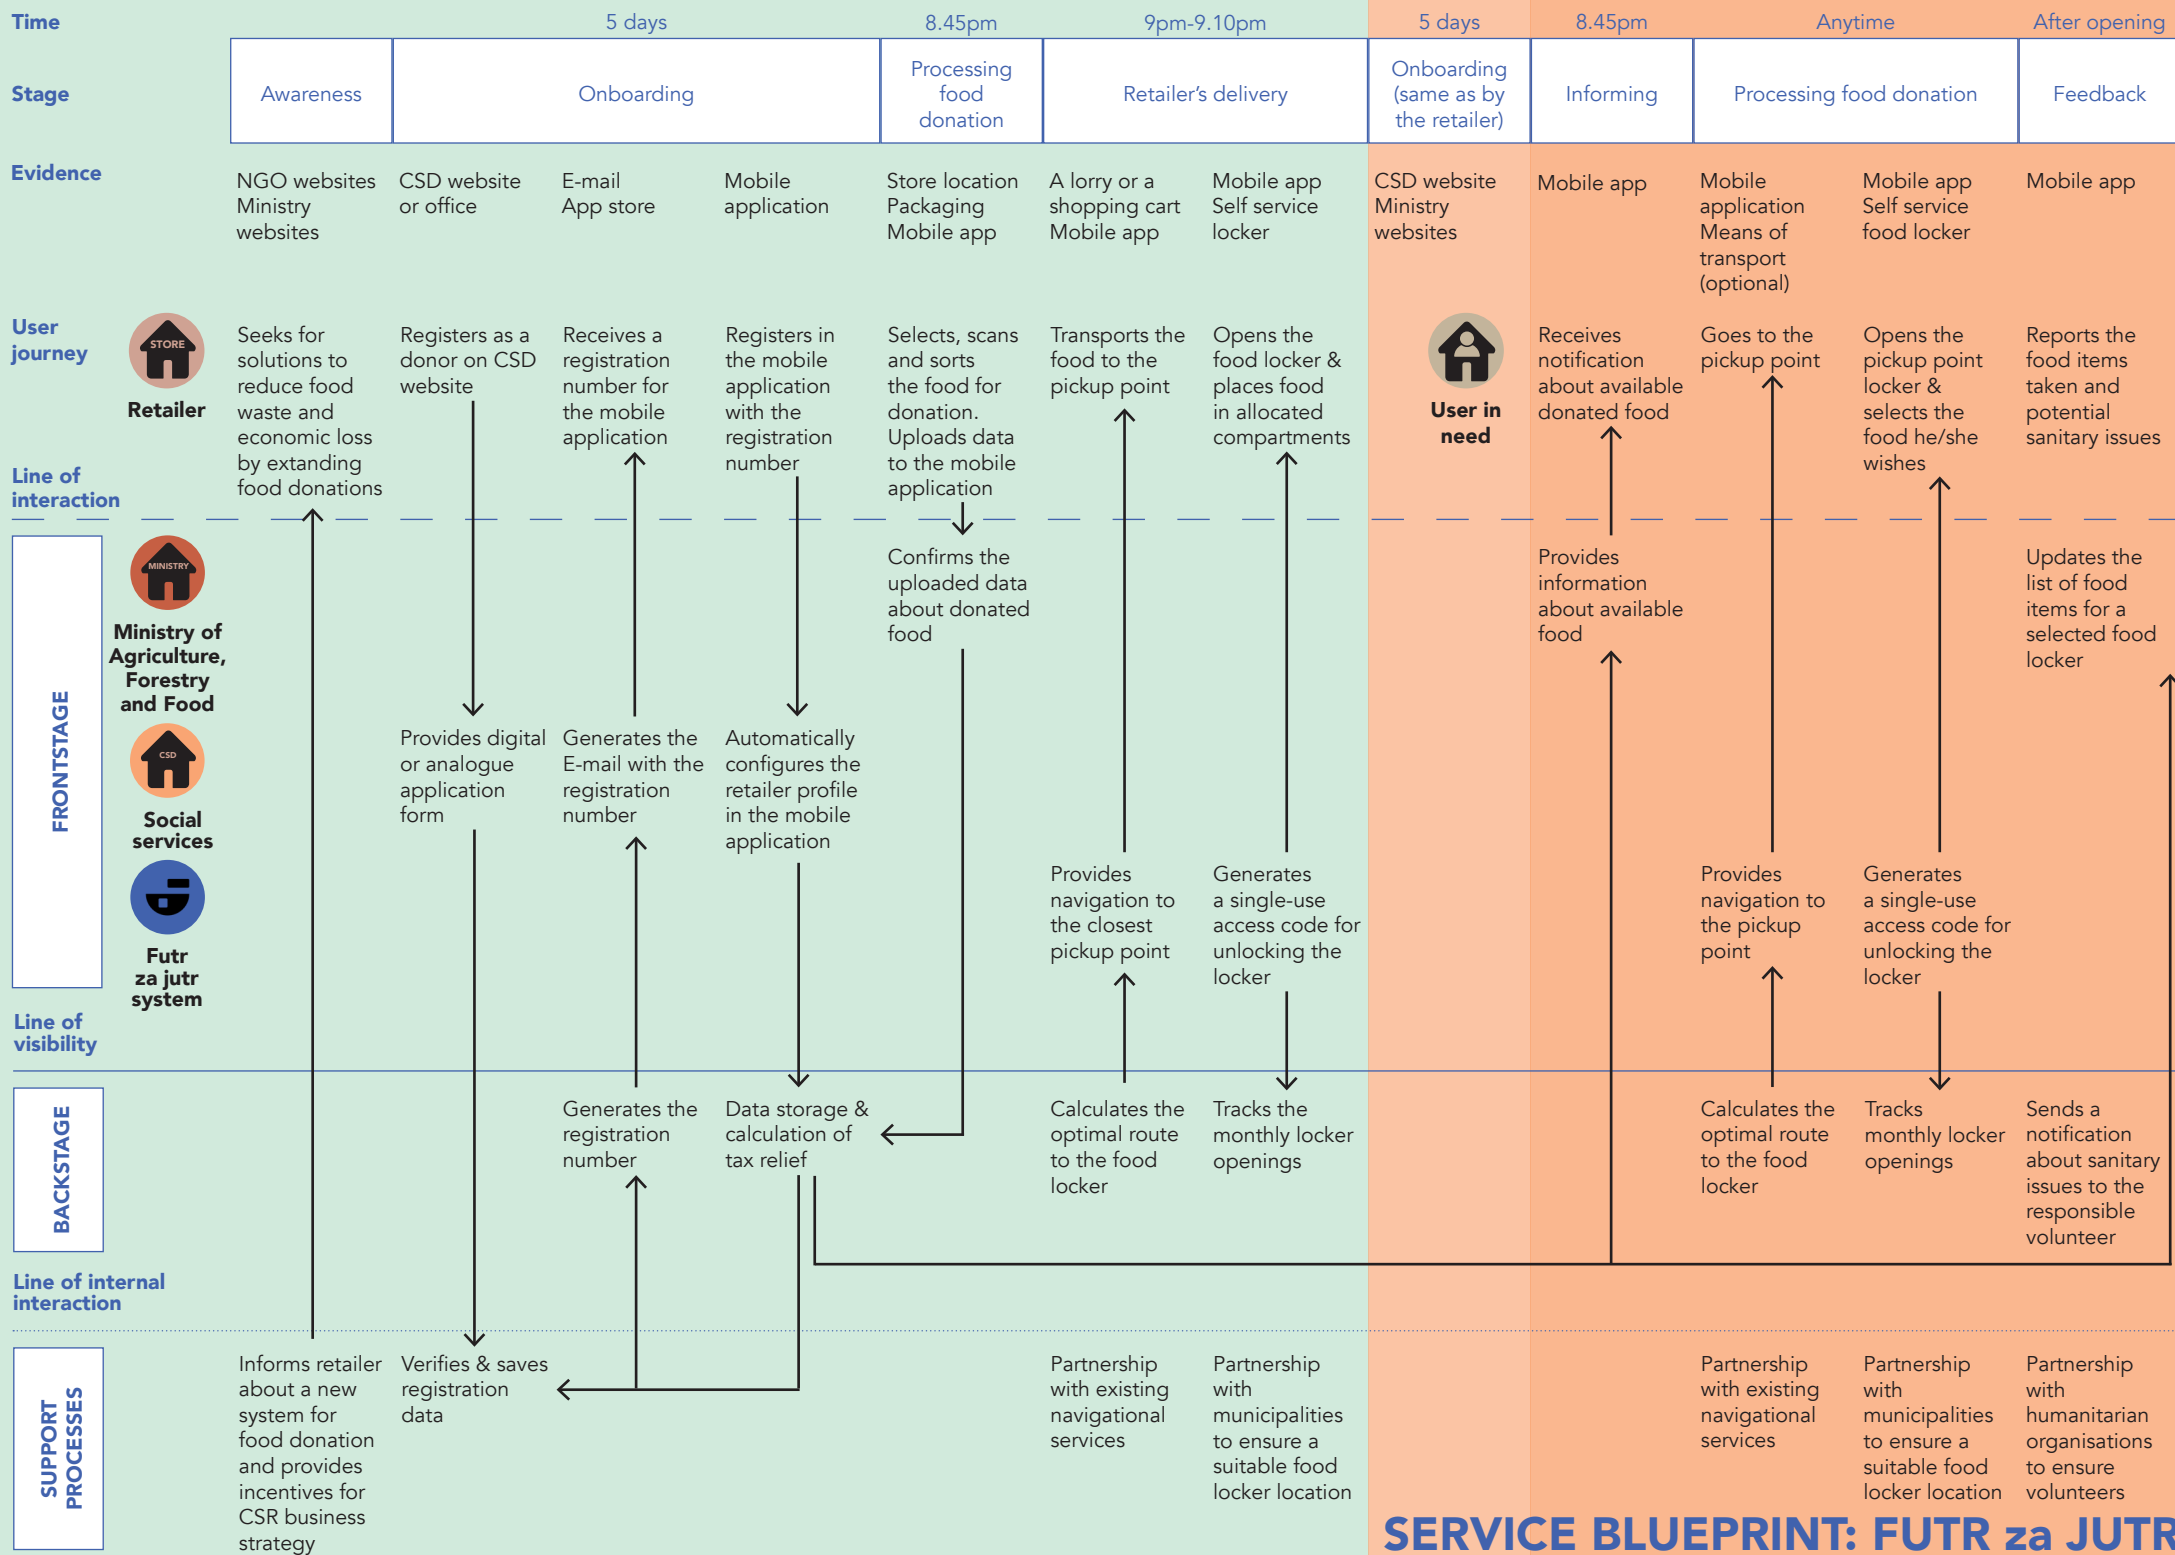 Time
5 days
8.45pm
9pm-9.10pm
5 days
8.45pm
Anytime
After opening
Stage
Awareness
Onboarding
Processing
food
donation
Retailer's delivery
Onboarding
(same as by
the retailer)
Informing
Processing food donation
Feedback
Evidence
NGO websites
Ministry
websites
CSD website
or office
E-mail
App store
Mobile
application
Store location
Packaging
Mobile app
A lorry or a
shopping cart
Mobile app
Mobile app
Self service
locker
CSD website
Ministry
websites
Mobile app
Mobile
application
Means of
transport
(optional)
Mobile app
Self service
food locker
Mobile app
User
journey
STORE
Retailer
Seeks for
solutions to
reduce food
waste and
economic loss
by extanding
food donations
Registers as a
donor on CSD
website
Receives a
registration
number for
the mobile
application
Registers in
the mobile
application
with the
registration
number
Selects, scans
and sorts
the food for
donation.
Uploads data
to the mobile
application
Transports the
food to the
pickup point
Opens the
food locker &
places food
in allocated
compartments
User in
need
Receives
notification
about available
donated food
Goes to the
pickup point
Opens the
pickup point
locker &
selects the
food he/she
wishes
Reports the
food items
taken and
potential
sanitary issues
Line of
interaction
FRONTSTAGE
MINISTRY
Ministry of
Agriculture,
Forestry
and Food
CSD
Social
services
Futr
za jutr
system
Confirms the
uploaded data
about donated
food
Provides
information
about available
food
Updates the
list of food
items for a
selected food
locker
Provides digital
or analogue
application
form
Generates the
E-mail with the
registration
number
Automatically
configures the
retailer profile
in the mobile
application
Provides
navigation to
the closest
pickup point
Generates
a single-use
access code for
unlocking the
locker
Provides
navigation to
the pickup
point
Generates
a single-use
access code for
unlocking the
locker
Line of
visibility
BACKSTAGE
Generates the
registration
number
Data storage &
calculation of
tax relief
Calculates the
optimal route
to the food
locker
Tracks the
monthly locker
openings
Calculates the
optimal route
to the food
locker
Tracks
monthly locker
openings
Sends a
notification
about sanitary
issues to the
responsible
volunteer
Line of internal
interaction
SUPPORT
PROCESSES
Informs retailer
about a new
system for
food donation
and provides
incentives for
CSR business
strategy
Verifies & saves
registration
data
Partnership
with existing
navigational
services
Partnership
with
municipalities
to ensure a
suitable food
locker location
Partnership
with existing
navigational
services
Partnership
with
municipalities
to ensure a
suitable food
locker location
Partnership
with
humanitarian
organisations
to ensure
volunteers
SERVICE BLUEPRINT: FUTR za JUTR